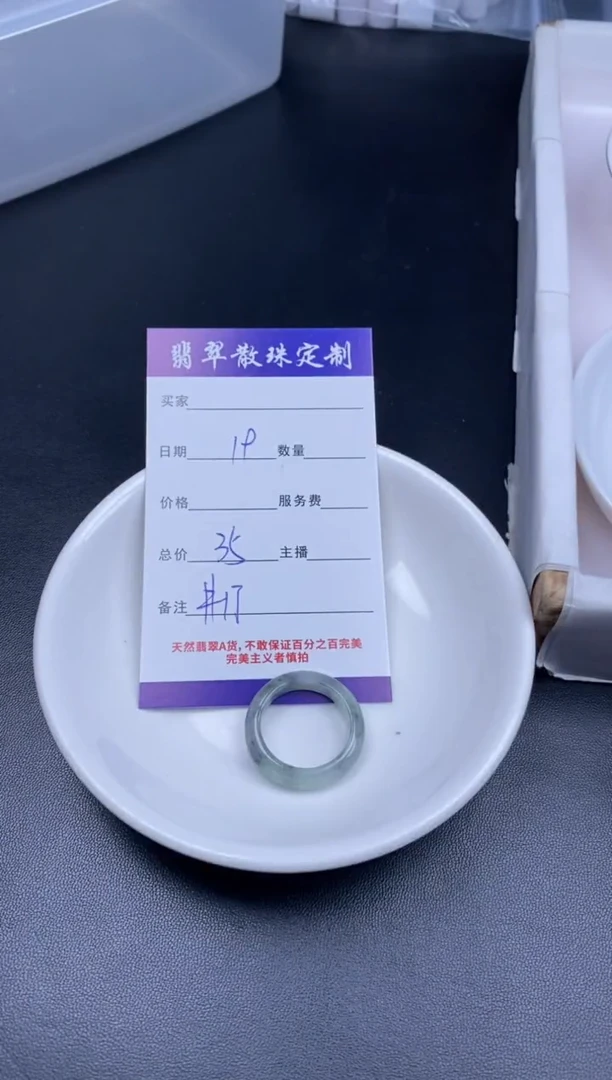 翡翠散珠定制
买家
日期 19 数量
价格 服务费
总价 35 主播
备注
天然翡翠A货,不敢保证百分之百完美
完美主义者慎拍